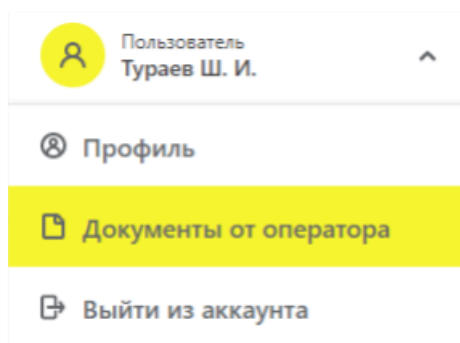 Пользователь
Тураев Ш. И.
Профиль
Документы от оператора
Выйти из аккаунта